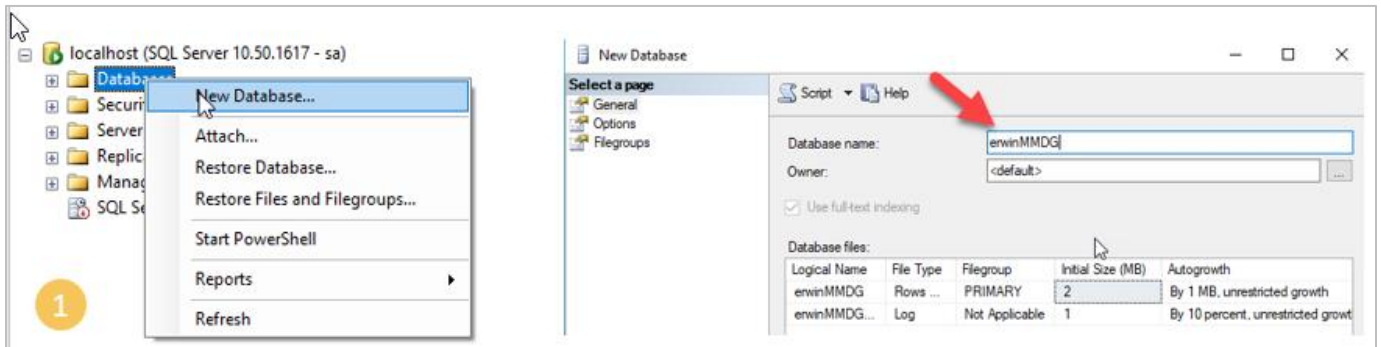 localhost (SQL Server 10.50.1617 - sa)
Databases
Securi
Server
Replic
Manag
SQL Se
New Database...
Attach...
Restore Database...
Restore Files and Filegroups...
Start PowerShell
Reports
Refresh
1
New Database
Select a page
General
Options
Filegroups
Script Help
Database name: erwinMMDG
Owner: <default> ...
Use full-text indexing
Database files:
Logical Name File Type Filegroup Initial Size (MB) Autogrowth
erwinMMDG Rows ... PRIMARY 2 By 1 MB, unrestricted growth
erwinMMDG... Log Not Applicable 1 By 10 percent, unrestricted growt